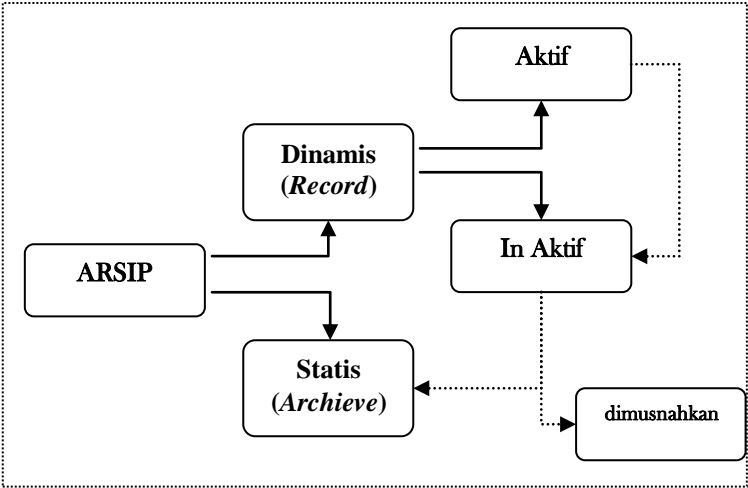 Aktif
Dinamis
(Record)
In Aktif
ARSIP
Statis
(Archieve)
dimusnahkan